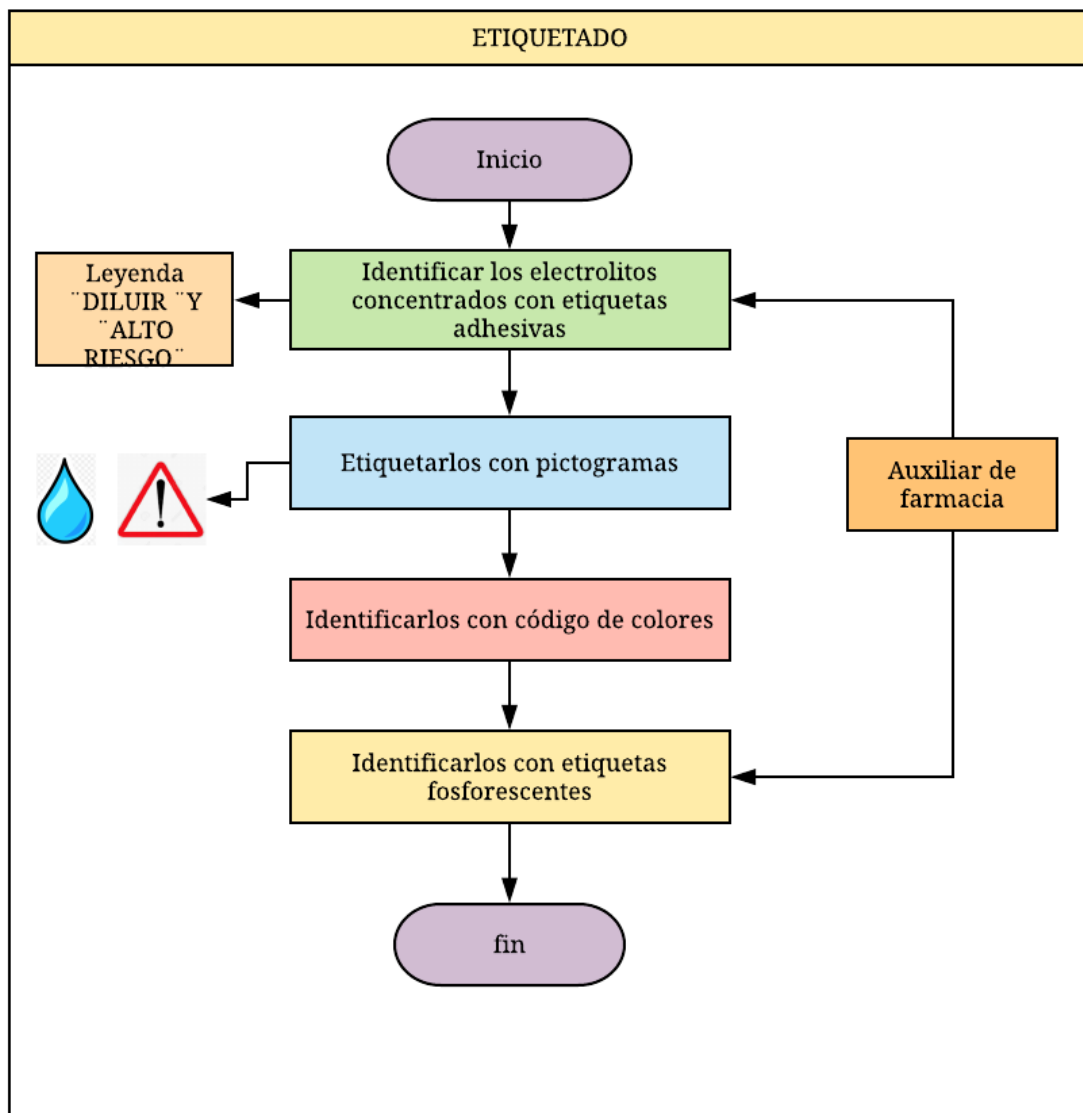 ETIQUETADO
Inicio
Identificar los electrolitos
concentrados con etiquetas
adhesivas
Leyenda
¨DILUIR ¨Y
¨ALTO
RIESGO¨
Etiquetarlos con pictogramas
!
Auxiliar de
farmacia
Identificarlos con código de colores
Identificarlos con etiquetas
fosforescentes
fin